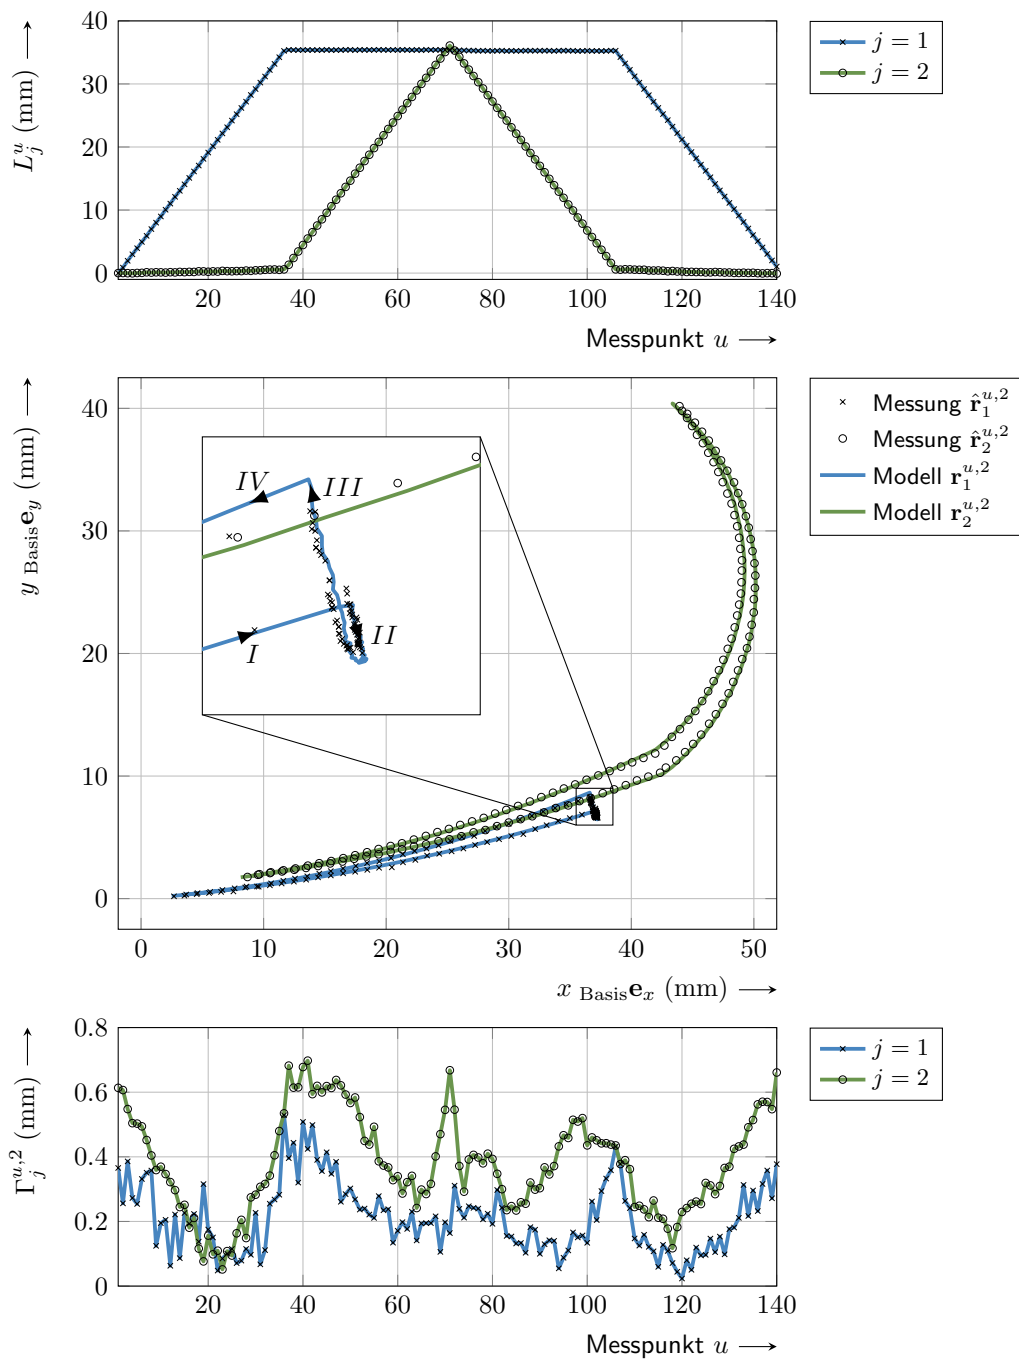 40
30
20
10
0
L_j^u (mm) ⟶
20 40 60 80 100 120 140
Messpunkt u ⟶
j = 1
j = 2
40
30
20
10
0
y _Basis e_y (mm) ⟶
IV
III
II
I
0 10 20 30 40 50
x _Basis e_x (mm) ⟶
Messung r̂_1^{u,2}
Messung r̂_2^{u,2}
Modell r_1^{u,2}
Modell r_2^{u,2}
0.8
0.6
0.4
0.2
0
Γ_j^{u,2} (mm) ⟶
20 40 60 80 100 120 140
Messpunkt u ⟶
j = 1
j = 2